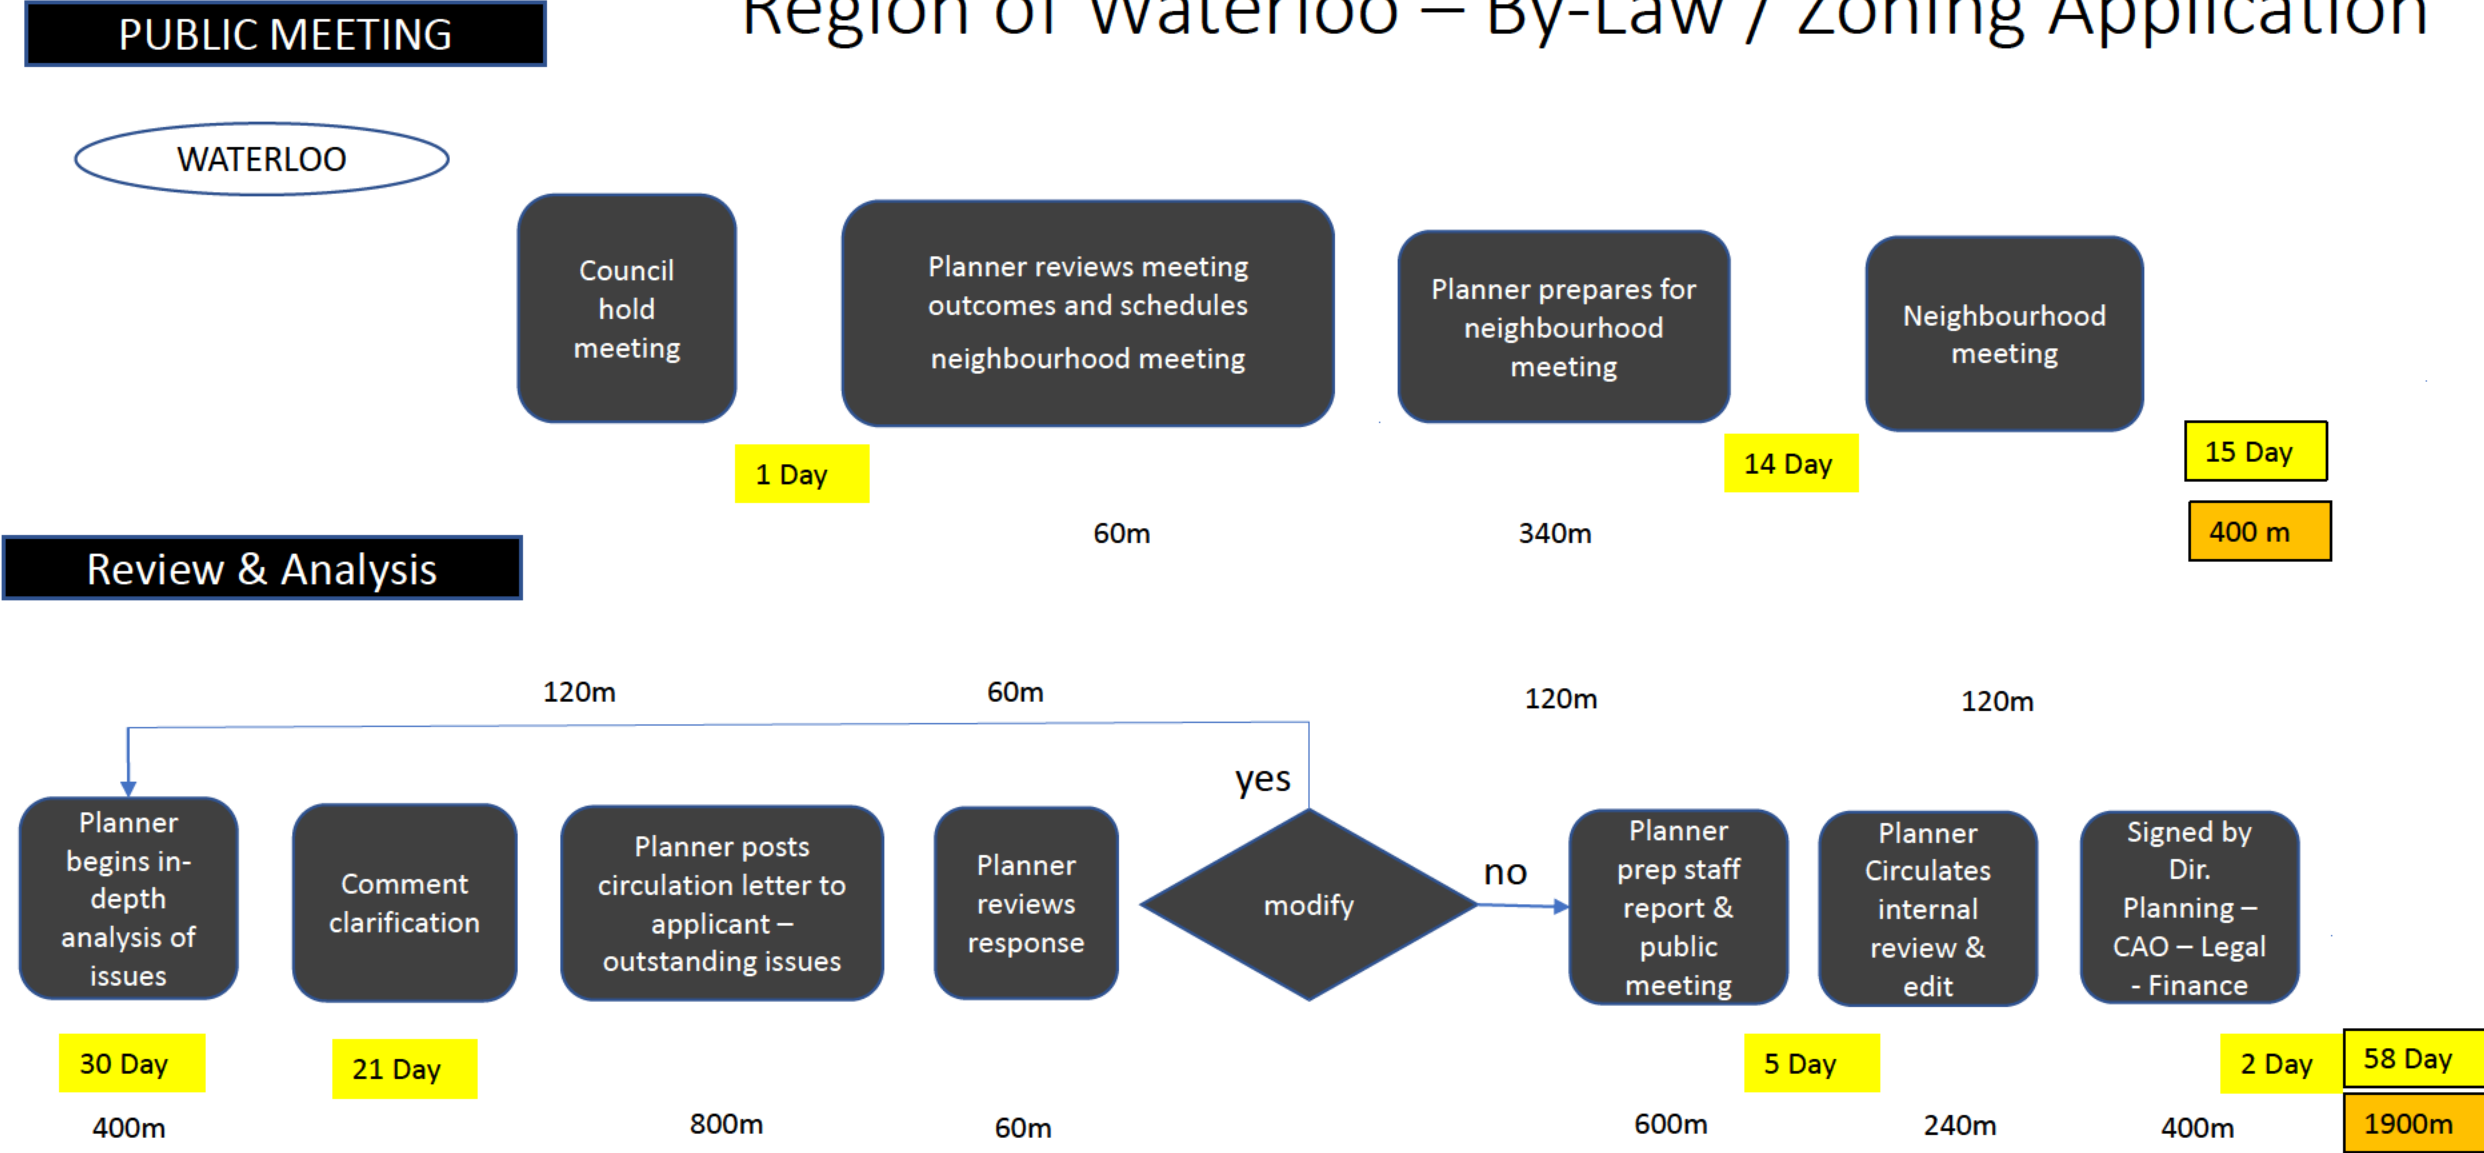 PUBLIC MEETING
Region of Waterloo – By-Law / Zoning Application
WATERLOO
Council
hold
meeting
Planner reviews meeting
outcomes and schedules
neighbourhood meeting
Planner prepares for
neighbourhood
meeting
Neighbourhood
meeting
1 Day
14 Day
15 Day
60m
340m
400 m
Review & Analysis
120m
60m
120m
120m
yes
no
Planner
begins in-
depth
analysis of
issues
Comment
clarification
Planner posts
circulation letter to
applicant –
outstanding issues
Planner
reviews
response
modify
Planner
prep staff
report &
public
meeting
Planner
Circulates
internal
review &
edit
Signed by
Dir.
Planning –
CAO – Legal
- Finance
30 Day
21 Day
5 Day
2 Day
58 Day
400m
800m
60m
600m
240m
400m
1900m